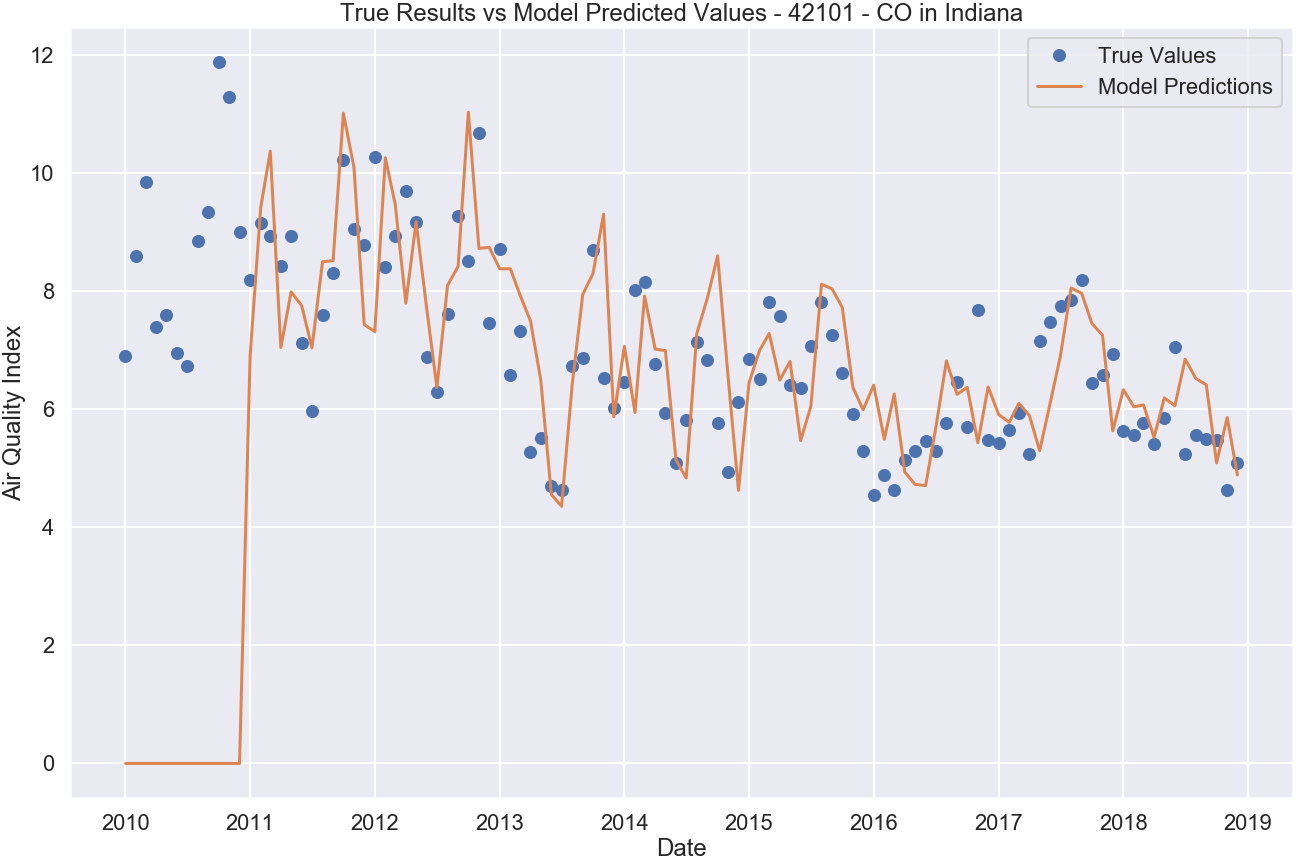 True Results vs Model Predicted Values - 42101 - CO in Indiana
True Values
Model Predictions
Air Quality Index
12
10
8
6
4
2
0
2010 2011 2012 2013 2014 2015 2016 2017 2018 2019
Date